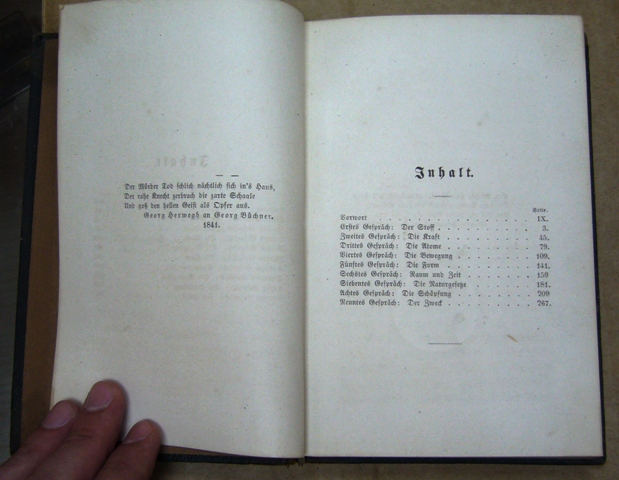 — —
Der Mörder Tod schlich nächtlich sich in's Haus,
Der rohe Knecht zerbrach die zarte Schaale
Und goß den hellen Geist als Opfer aus.
Georg Herwegh an Georg Büchner.
1841.
Inhalt.
Seite.
Vorwort . . . . . . . . . . . . IX.
Erstes Gespräch: Der Stoff . . . . . . . . 3.
Zweites Gespräch: Die Kraft . . . . . . . . 45.
Drittes Gespräch: Die Atome . . . . . . . . 79.
Viertes Gespräch: Die Bewegung . . . . . . . 109.
Fünftes Gespräch: Die Form . . . . . . . . 141.
Sechstes Gespräch: Raum und Zeit . . . . . . 159
Siebentes Gespräch: Die Naturgesetze . . . . . 181.
Achtes Gespräch: Die Schöpfung . . . . . . . 209
Neuntes Gespräch: Der Zweck . . . . . . . . 267.